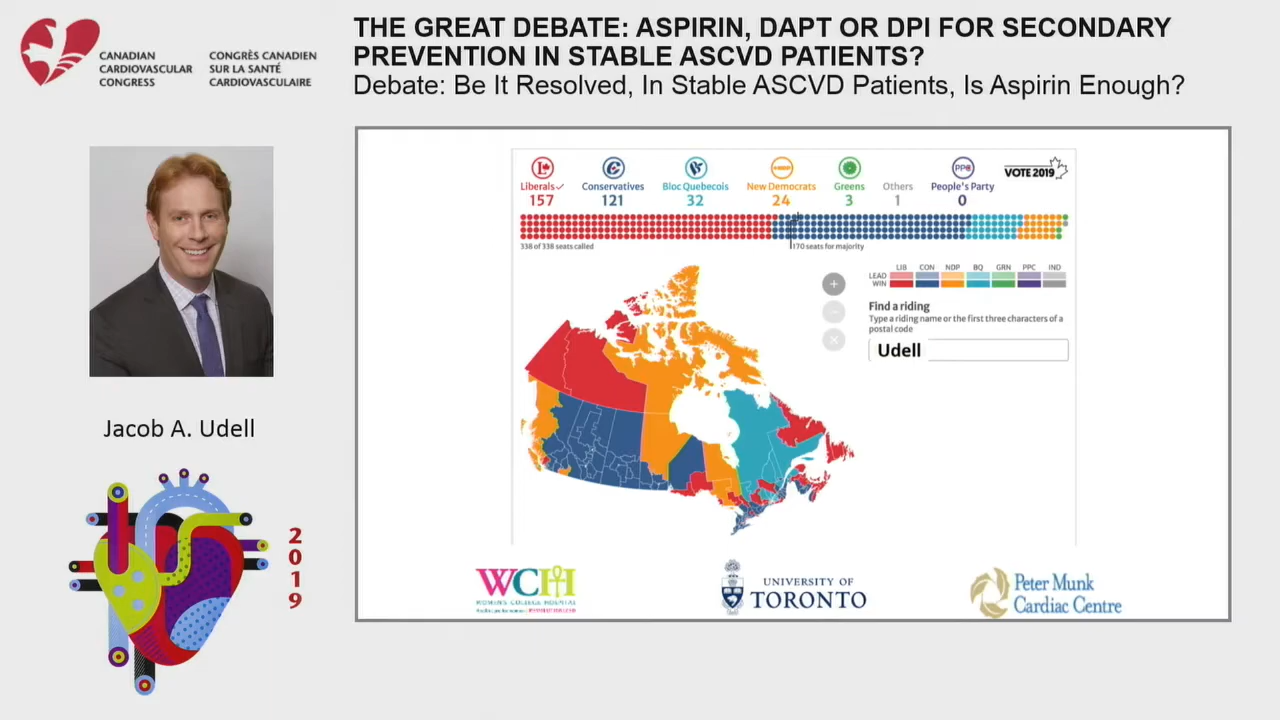 CANADIAN
CARDIOVASCULAR
CONGRESS
CONGRÈS CANADIEN
SUR LA SANTÉ
CARDIOVASCULAIRE
THE GREAT DEBATE: ASPIRIN, DAPT OR DPI FOR SECONDARY
PREVENTION IN STABLE ASCVD PATIENTS?
Debate: Be It Resolved, In Stable ASCVD Patients, Is Aspirin Enough?
Jacob A. Udell
2019
Liberals Conservatives Bloc Quebecois New Democrats Greens Others People's Party
157 121 32 24 3 1 0
VOTE 2019
338 of 338 seats called
170 seats for majority
LIB CON NDP BQ GRN PPC IND
LEAD
WIN
Find a riding
Type a riding name or the first three characters of a
postal code
Udell
WCH
WOMEN'S COLLEGE HOSPITAL
UNIVERSITY OF
TORONTO
Peter Munk
Cardiac Centre